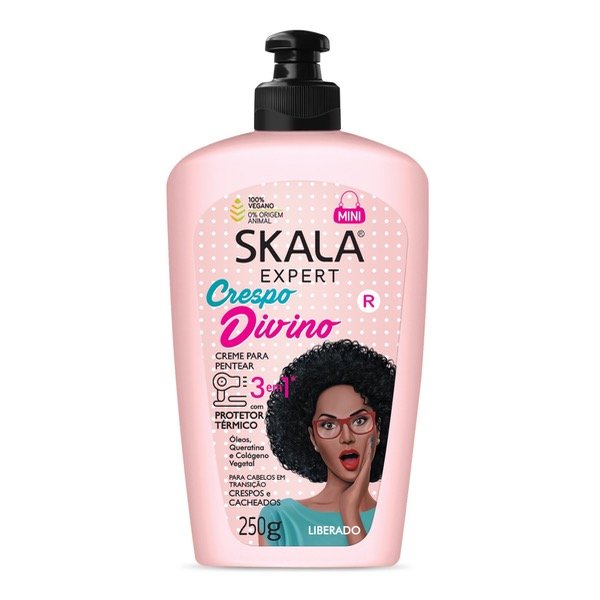 100%
VEGANO
0% ORIGEM
ANIMAL
MINI
SKALA®
EXPERT
Crespo
Divino
R
CREME PARA
PENTEAR
3 em 1*
com
PROTETOR
TÉRMICO
Óleos,
Queratina
e Colágeno
Vegetal
PARA CABELOS EM
TRANSIÇÃO
CRESPOS e
CACHEADOS
250g
LIBERADO